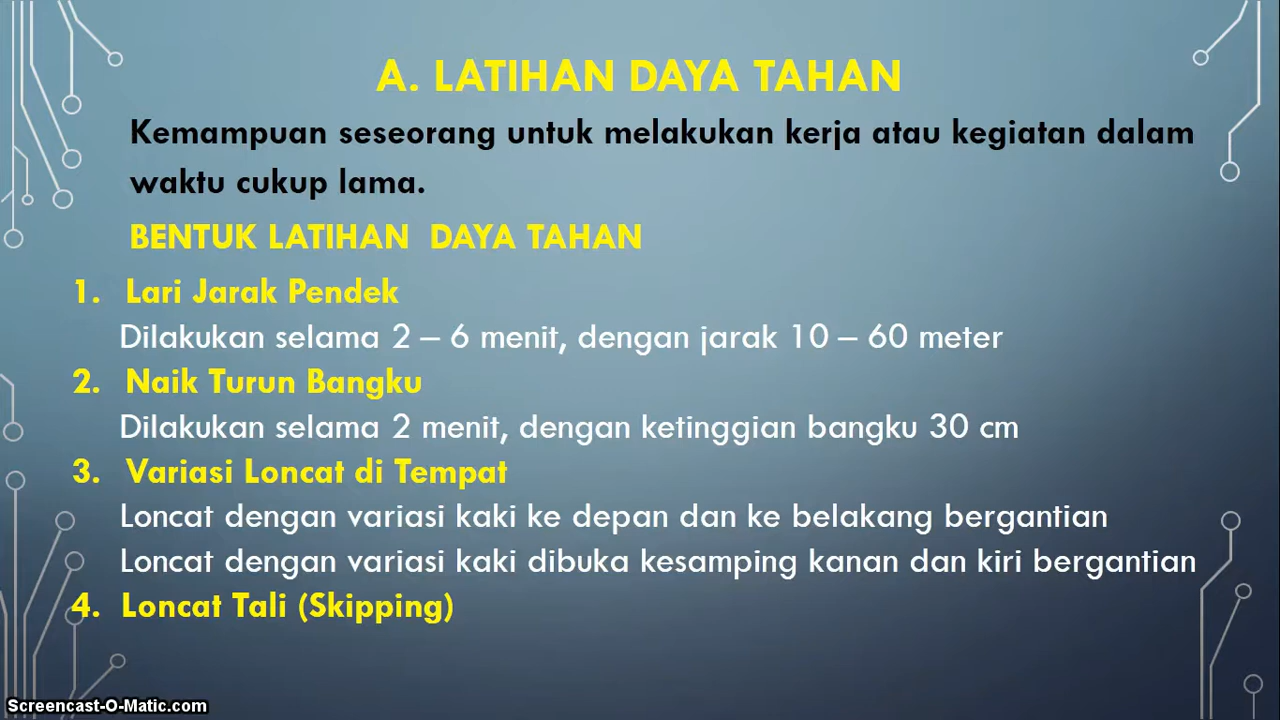 A. LATIHAN DAYA TAHAN
Kemampuan seseorang untuk melakukan kerja atau kegiatan dalam
waktu cukup lama.
BENTUK LATIHAN DAYA TAHAN
1. Lari Jarak Pendek
Dilakukan selama 2 – 6 menit, dengan jarak 10 – 60 meter
2. Naik Turun Bangku
Dilakukan selama 2 menit, dengan ketinggian bangku 30 cm
3. Variasi Loncat di Tempat
Loncat dengan variasi kaki ke depan dan ke belakang bergantian
Loncat dengan variasi kaki dibuka kesamping kanan dan kiri bergantian
4. Loncat Tali (Skipping)
Screencast-O-Matic.com